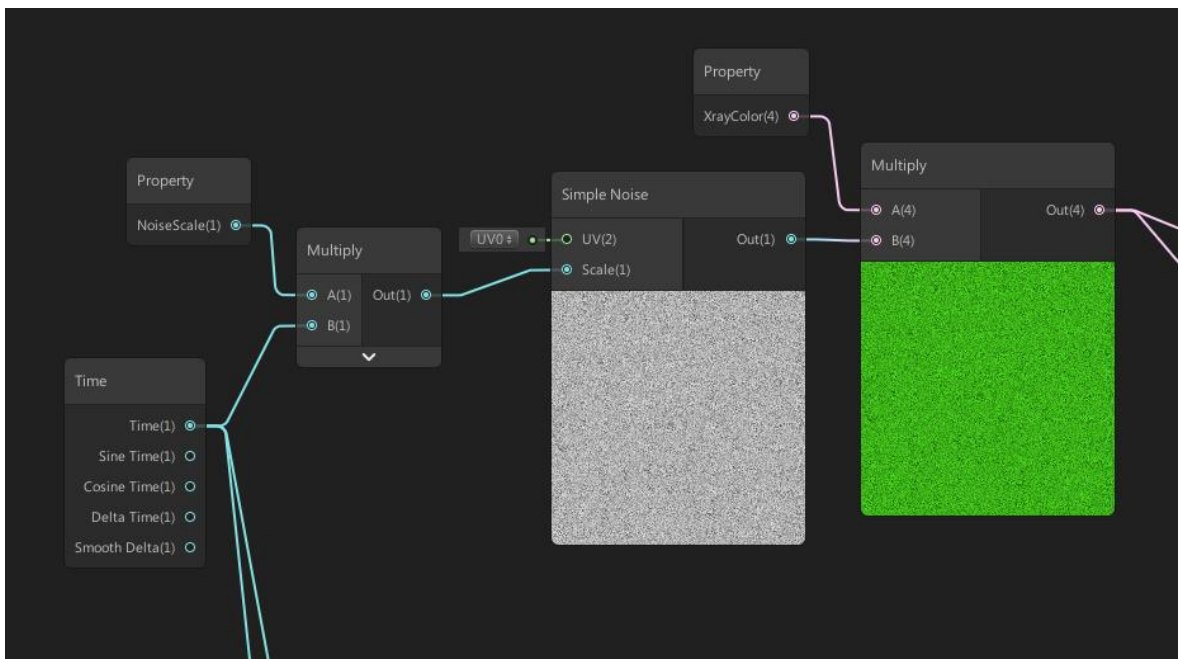 Property
XrayColor(4)
Property
NoiseScale(1)
Multiply
A(1) Out(1)
B(1)
Simple Noise
UV0 UV(2) Out(1)
Scale(1)
Multiply
A(4) Out(4)
B(4)
Time
Time(1)
Sine Time(1)
Cosine Time(1)
Delta Time(1)
Smooth Delta(1)